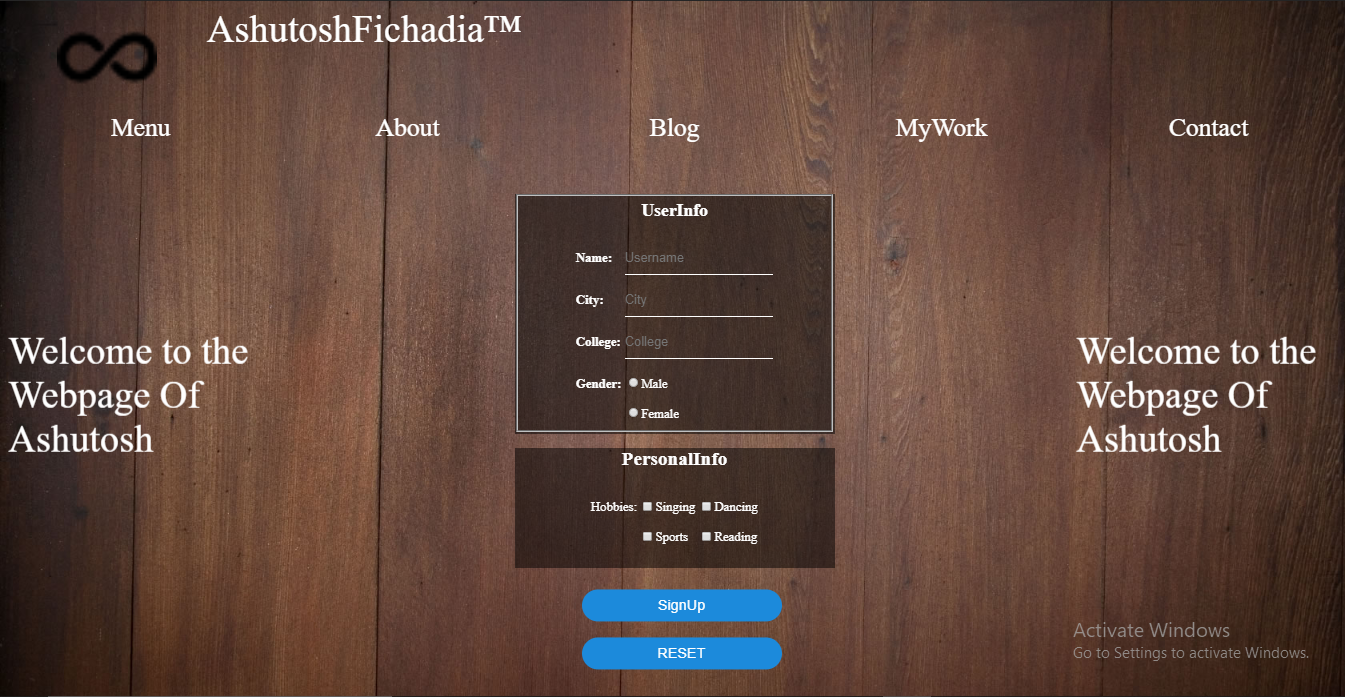 AshutoshFichadia™
Menu About Blog MyWork Contact
UserInfo
Name: Username
City: City
College: College
Gender: Male
Female
Welcome to the
Webpage Of
Ashutosh
Welcome to the
Webpage Of
Ashutosh
PersonalInfo
Hobbies: Singing Dancing
Sports Reading
SignUp
RESET
Activate Windows
Go to Settings to activate Windows.